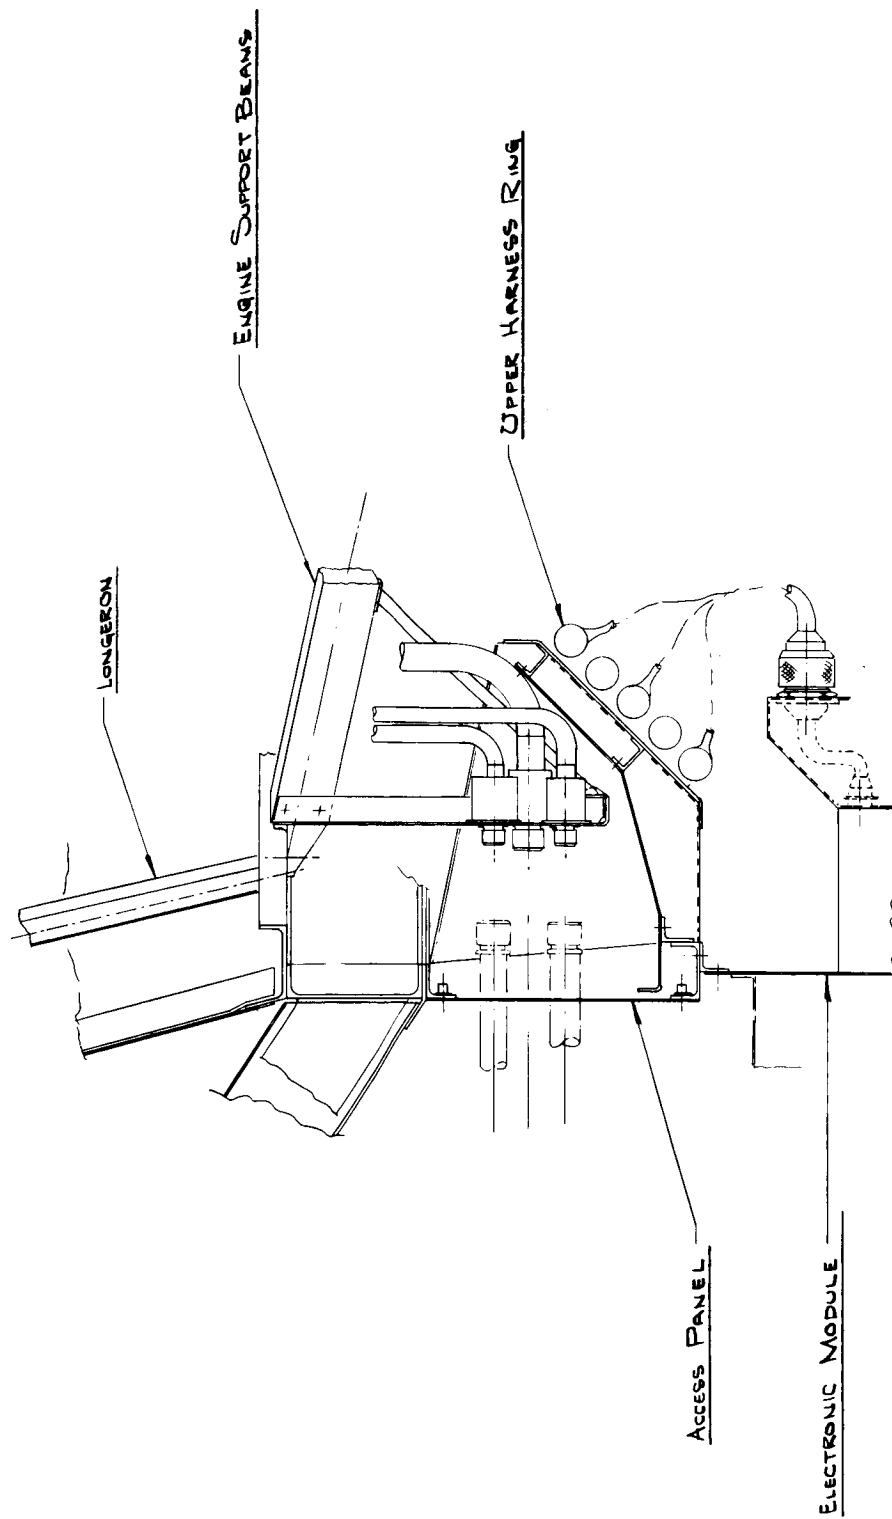 LONGERON
ENGINE SUPPORT BEAMS
UPPER HARNESS RING
ACCESS PANEL
ELECTRONIC MODULE